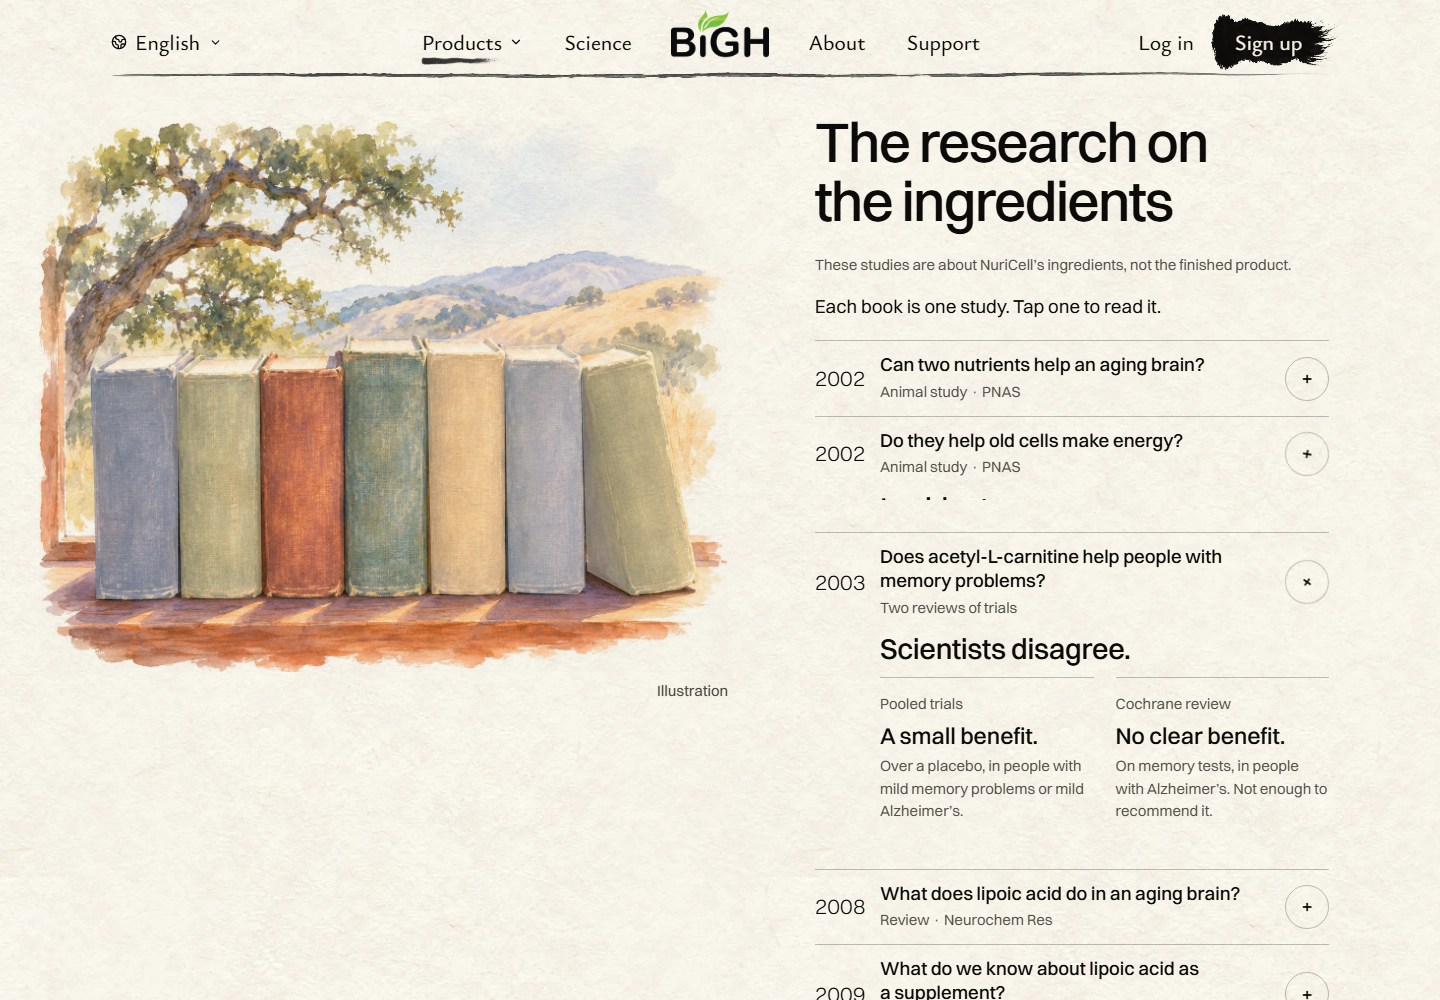 English
Products
Science
BiGH
About
Support
Log in
Sign up
The research on
the ingredients
These studies are about NuriCell's ingredients, not the finished product.
Each book is one study. Tap one to read it.
2002
Can two nutrients help an aging brain?
Animal study · PNAS
2002
Do they help old cells make energy?
Animal study · PNAS
2003
Does acetyl-L-carnitine help people with
memory problems?
Two reviews of trials
Scientists disagree.
Pooled trials
A small benefit.
Over a placebo, in people with
mild memory problems or mild
Alzheimer's.
Cochrane review
No clear benefit.
On memory tests, in people
with Alzheimer's. Not enough to
recommend it.
2008
What does lipoic acid do in an aging brain?
Review · Neurochem Res
2009
What do we know about lipoic acid as
a supplement?
Illustration